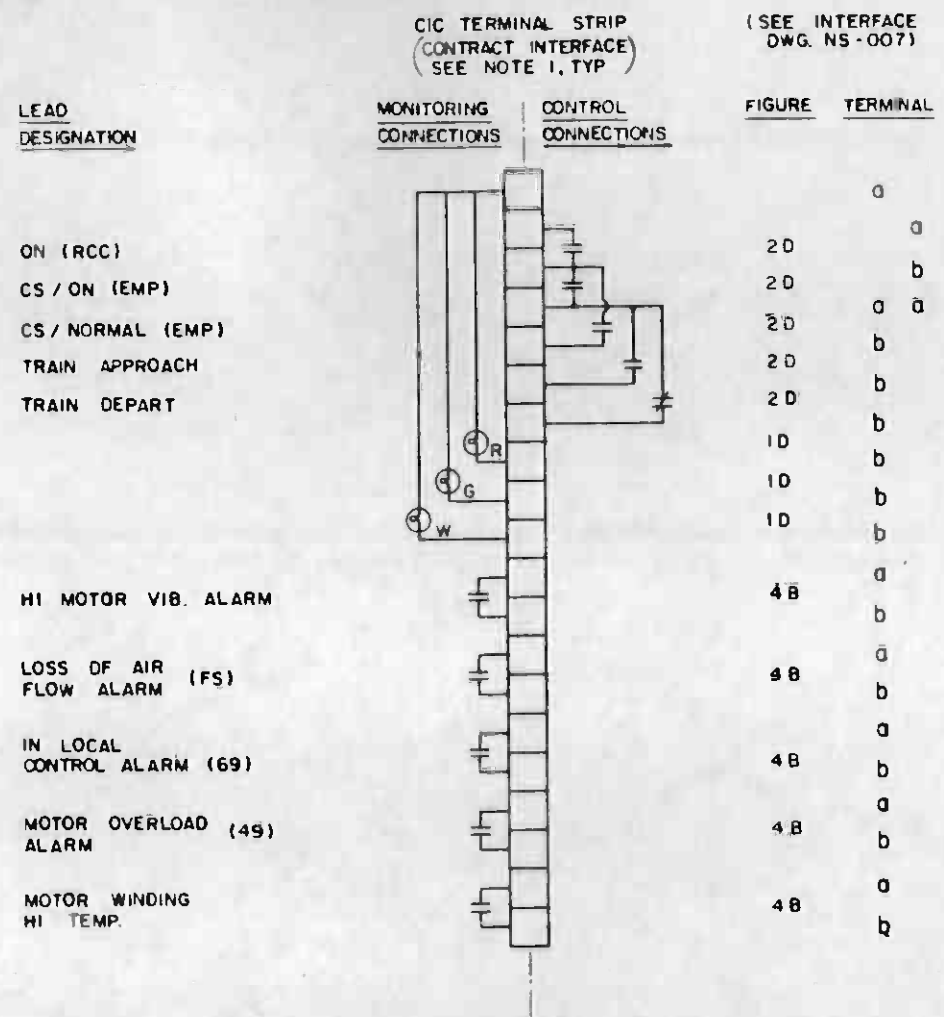 CIC TERMINAL STRIP
(CONTRACT INTERFACE)
SEE NOTE 1, TYP
(SEE INTERFACE
DWG. NS-007)
LEAD
DESIGNATION
MONITORING
CONNECTIONS
CONTROL
CONNECTIONS
FIGURE
TERMINAL
a
a
ON (RCC) 2D
b
CS / ON (EMP) 2D
a a
CS / NORMAL (EMP) 2D
b
TRAIN APPROACH 2D
b
TRAIN DEPART 2D
b
R 1D
b
G 1D
b
W 1D
b
a
HI MOTOR VIB. ALARM 4B
b
a
LOSS OF AIR
FLOW ALARM (FS) 4B
b
a
IN LOCAL
CONTROL ALARM (69) 4B
b
a
MOTOR OVERLOAD (49)
ALARM 4B
b
a
MOTOR WINDING
HI TEMP. 4B
b